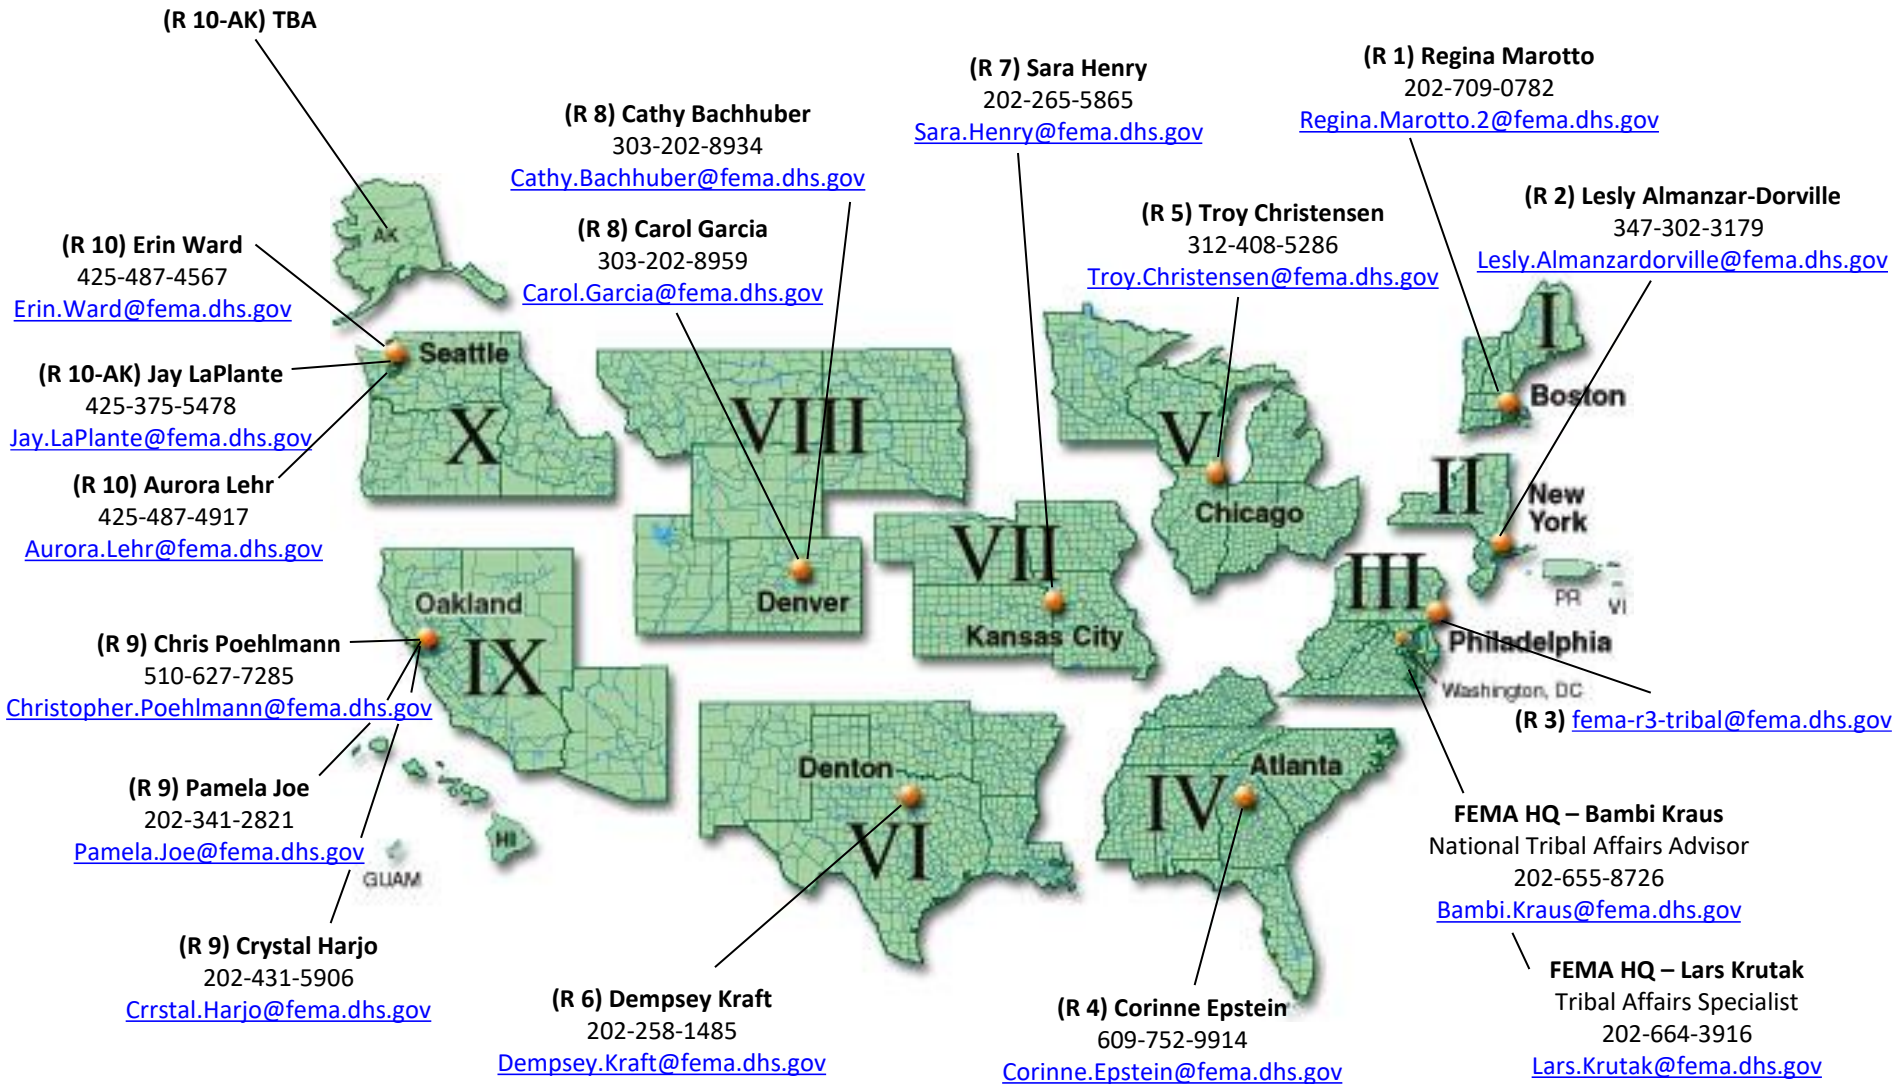 (R 10-AK) TBA
(R 7) Sara Henry
202-265-5865
Sara.Henry@fema.dhs.gov
(R 1) Regina Marotto
202-709-0782
Regina.Marotto.2@fema.dhs.gov
(R 8) Cathy Bachhuber
303-202-8934
Cathy.Bachhuber@fema.dhs.gov
(R 8) Carol Garcia
303-202-8959
Carol.Garcia@fema.dhs.gov
(R 5) Troy Christensen
312-408-5286
Troy.Christensen@fema.dhs.gov
(R 2) Lesly Almanzar-Dorville
347-302-3179
Lesly.Almanzardorville@fema.dhs.gov
AK
(R 10) Erin Ward
425-487-4567
Erin.Ward@fema.dhs.gov
(R 10-AK) Jay LaPlante
425-375-5478
Jay.LaPlante@fema.dhs.gov
(R 10) Aurora Lehr
425-487-4917
Aurora.Lehr@fema.dhs.gov
Seattle
X
VIII
Denver
V
Chicago
I
Boston
II
New
York
PR
VI
VII
Kansas City
III
Philadelphia
Washington, DC
(R 3) fema-r3-tribal@fema.dhs.gov
Oakland
IX
(R 9) Chris Poehlmann
510-627-7285
Christopher.Poehlmann@fema.dhs.gov
(R 9) Pamela Joe
202-341-2821
Pamela.Joe@fema.dhs.gov
HI
GUAM
(R 9) Crystal Harjo
202-431-5906
Crrstal.Harjo@fema.dhs.gov
Denton
VI
(R 6) Dempsey Kraft
202-258-1485
Dempsey.Kraft@fema.dhs.gov
Atlanta
IV
(R 4) Corinne Epstein
609-752-9914
Corinne.Epstein@fema.dhs.gov
FEMA HQ – Bambi Kraus
National Tribal Affairs Advisor
202-655-8726
Bambi.Kraus@fema.dhs.gov
FEMA HQ – Lars Krutak
Tribal Affairs Specialist
202-664-3916
Lars.Krutak@fema.dhs.gov